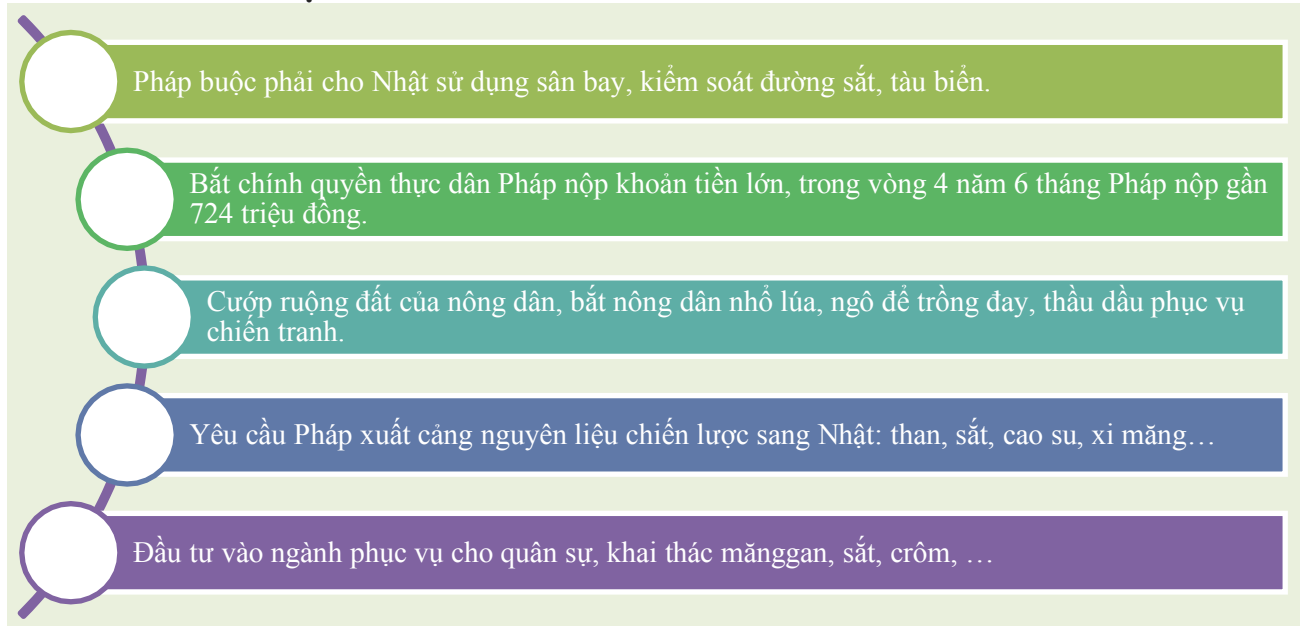 Pháp buộc phải cho Nhật sử dụng sân bay, kiểm soát đường sắt, tàu biển.
Bắt chính quyền thực dân Pháp nộp khoản tiền lớn, trong vòng 4 năm 6 tháng Pháp nộp gần
724 triệu đồng.
Cướp ruộng đất của nông dân, bắt nông dân nhổ lúa, ngô để trồng đay, thầu dầu phục vụ
chiến tranh.
Yêu cầu Pháp xuất cảng nguyên liệu chiến lược sang Nhật: than, sắt, cao su, xi măng…
Đầu tư vào ngành phục vụ cho quân sự, khai thác mănggan, sắt, crôm, …